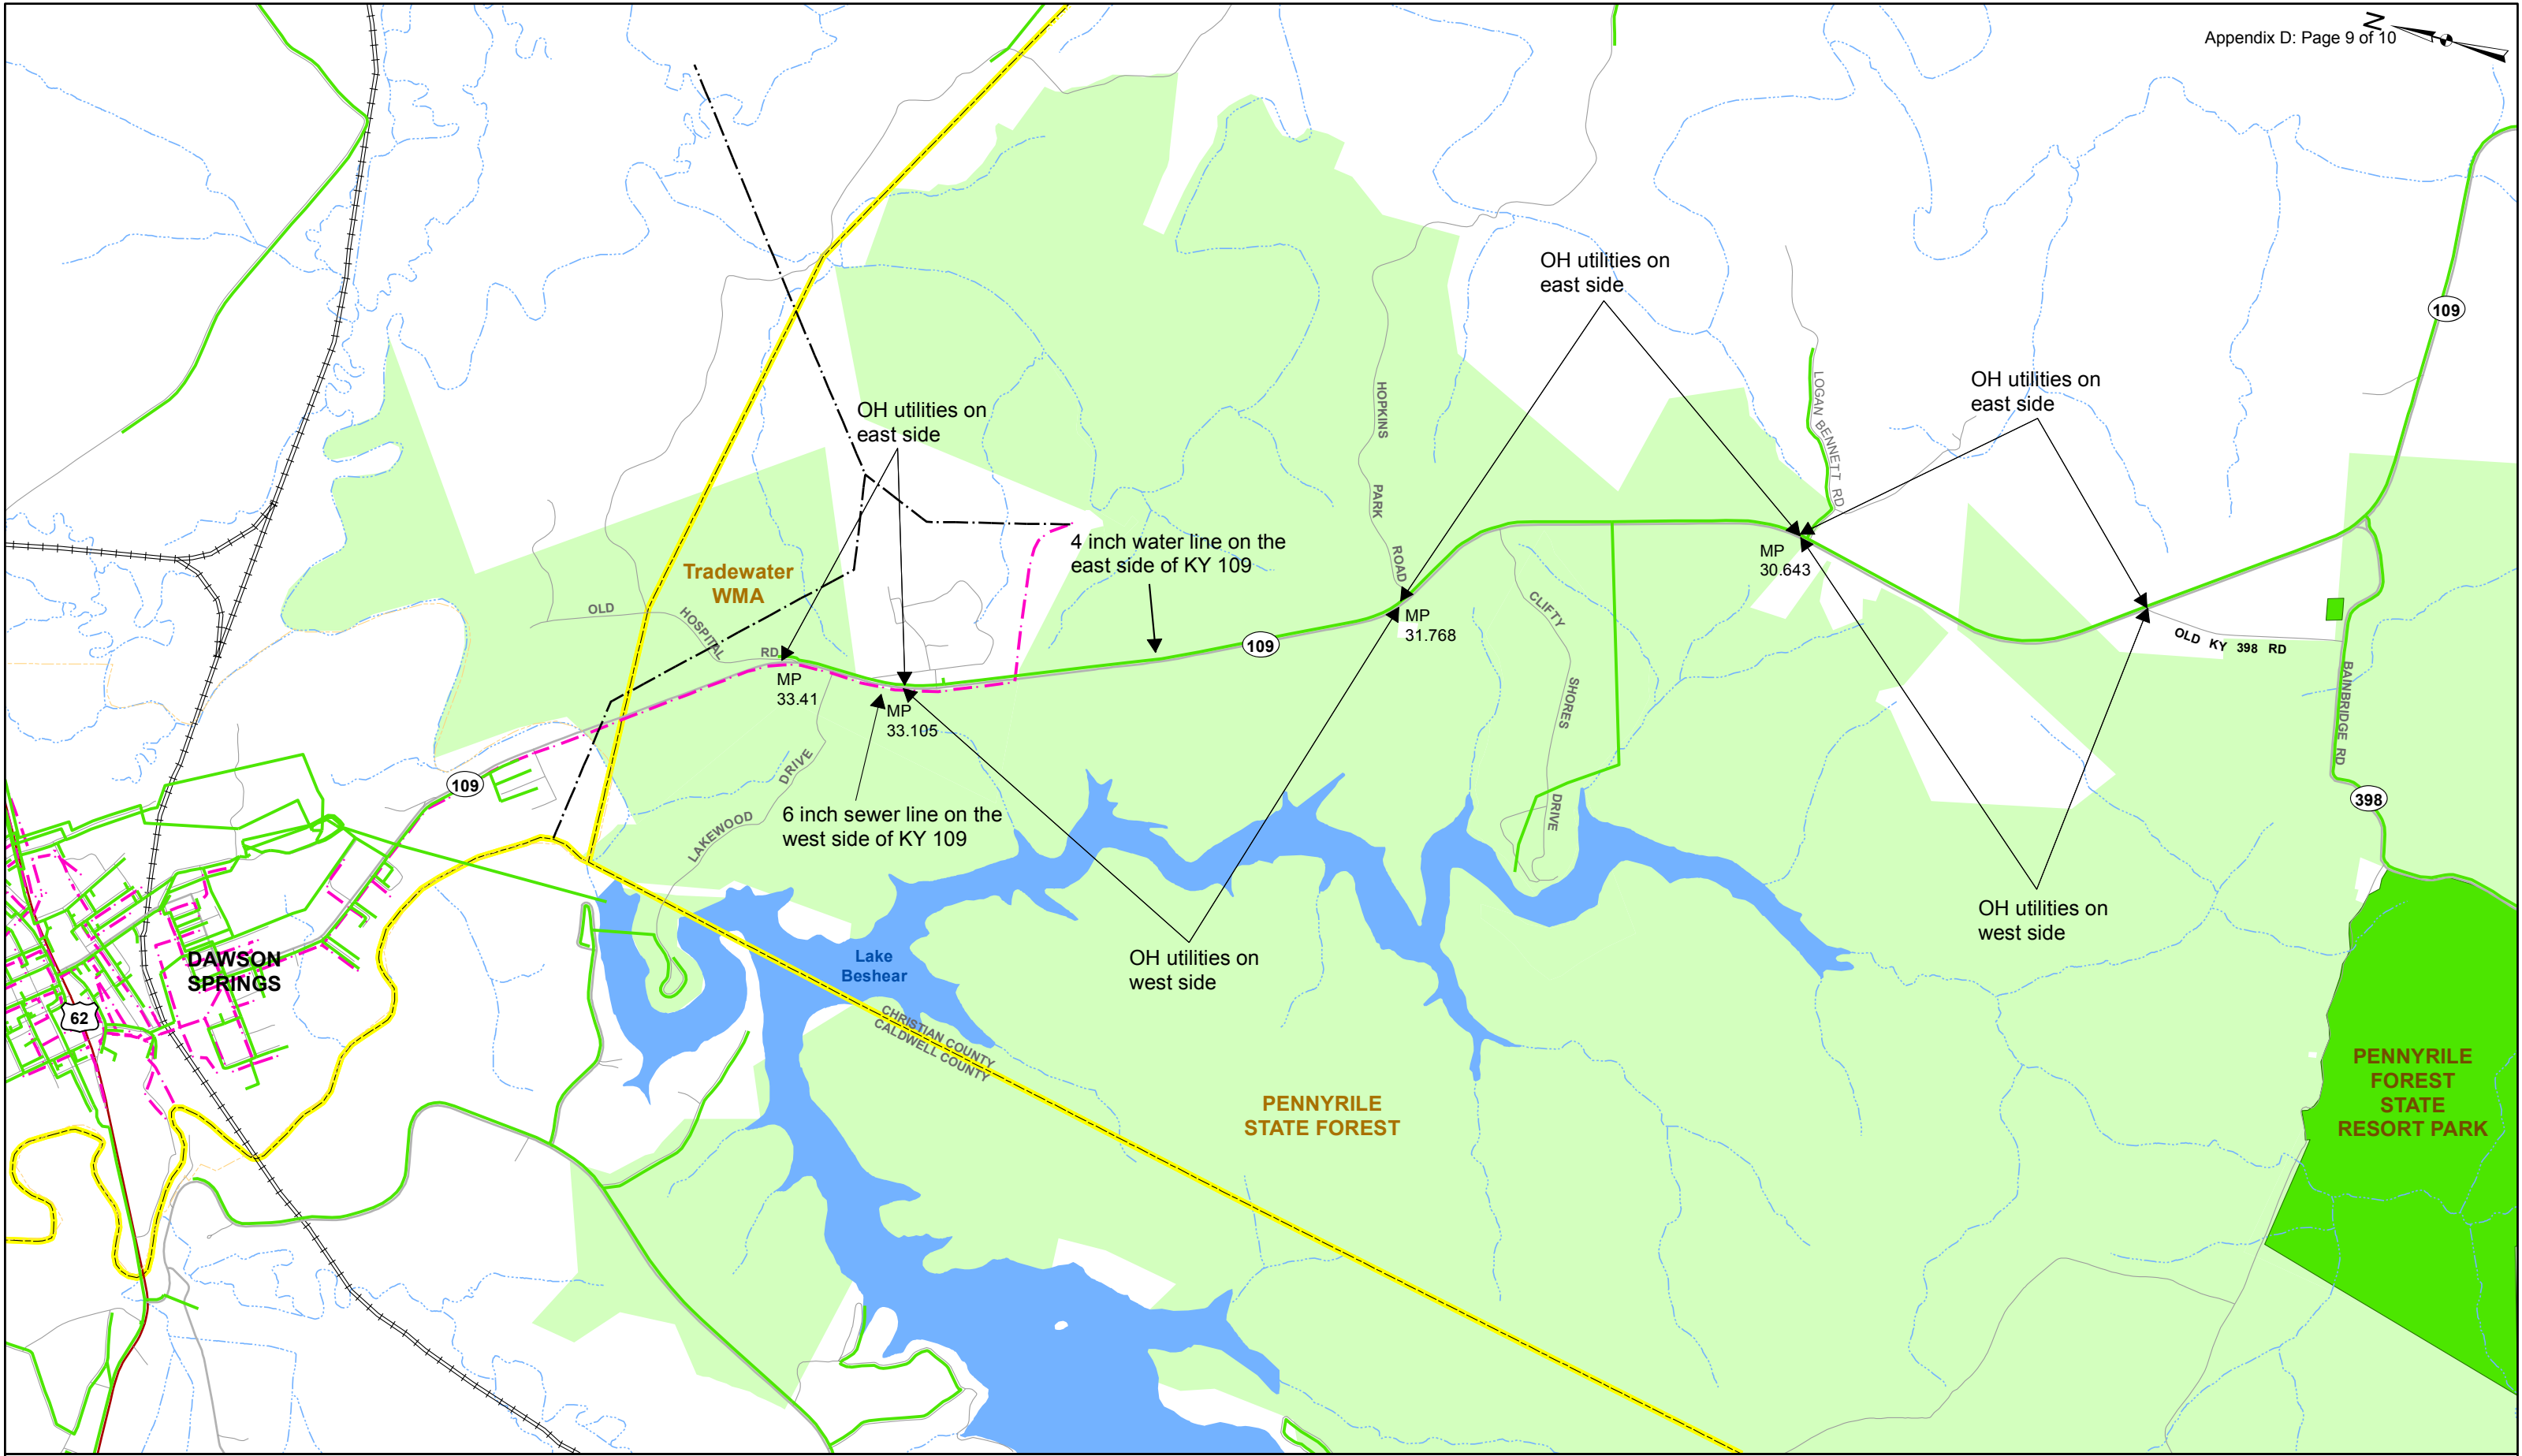 N
Appendix D: Page 9 of 10
109
OH utilities on
east side
OH utilities on
east side
OH utilities on
east side
HOPKINS
PARK
ROAD
LOGAN BENNETT RD
4 inch water line on the
east side of KY 109
MP
30.643
Tradewater
WMA
OLD
HOSPITAL
RD
CLIFTY
SHORES
DRIVE
MP
31.768
109
OLD KY 398 RD
MP
33.41
MP
33.105
BAINBRIDGE RD
109
398
LAKEWOOD
DRIVE
6 inch sewer line on the
west side of KY 109
OH utilities on
west side
OH utilities on
west side
DAWSON
SPRINGS
Lake
Beshear
62
CHRISTIAN COUNTY
CALDWELL COUNTY
PENNYRILE
STATE FOREST
PENNYRILE
FOREST
STATE
RESORT PARK